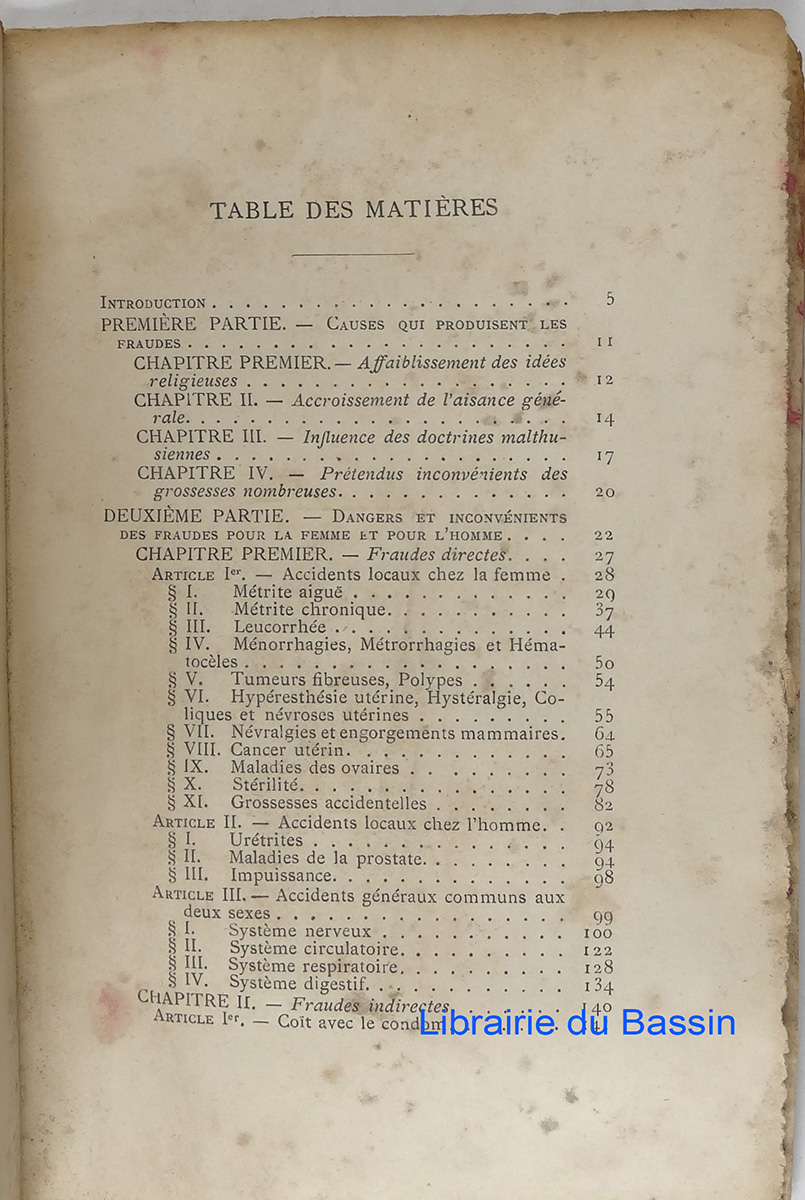 TABLE DES MATIÈRES
INTRODUCTION . . . . . . . . . . . . . . . . . . . . . 5
PREMIÈRE PARTIE. — CAUSES QUI PRODUISENT LES
FRAUDES . . . . . . . . . . . . . . . . . . . . . . 11
CHAPITRE PREMIER. — Affaiblissement des idées
religieuses . . . . . . . . . . . . . . . . . . . 12
CHAPITRE II. — Accroissement de l'aisance géné-
rale. . . . . . . . . . . . . . . . . . . . . . . 14
CHAPITRE III. — Influence des doctrines malthu-
siennes . . . . . . . . . . . . . . . . . . . . . 17
CHAPITRE IV. — Prétendus inconvénients des
grossesses nombreuses. . . . . . . . . . . . . . 20
DEUXIÈME PARTIE. — DANGERS ET INCONVÉNIENTS
DES FRAUDES POUR LA FEMME ET POUR L'HOMME . . . . 22
CHAPITRE PREMIER. — Fraudes directes. . . . 27
ARTICLE Ier. — Accidents locaux chez la femme . 28
§ I. Métrite aiguë . . . . . . . . . . . . . 29
§ II. Métrite chronique. . . . . . . . . . . 37
§ III. Leucorrhée . . . . . . . . . . . . . . 44
§ IV. Ménorrhagies, Métrorrhagies et Héma-
tocèles . . . . . . . . . . . . . . . . . . . 50
§ V. Tumeurs fibreuses, Polypes . . . . . . 54
§ VI. Hypéresthésie utérine, Hystéralgie, Co-
liques et névroses utérines . . . . . . . . . 55
§ VII. Névralgies et engorgements mammaires. 64
§ VIII. Cancer utérin. . . . . . . . . . . . . 65
§ IX. Maladies des ovaires . . . . . . . . . 73
§ X. Stérilité. . . . . . . . . . . . . . . . 78
§ XI. Grossesses accidentelles . . . . . . . . 82
ARTICLE II. — Accidents locaux chez l'homme. . 92
§ I. Urétrites . . . . . . . . . . . . . . . 94
§ II. Maladies de la prostate. . . . . . . . . 94
§ III. Impuissance. . . . . . . . . . . . . . 98
ARTICLE III. — Accidents généraux communs aux
deux sexes . . . . . . . . . . . . . . . . . 99
§ I. Système nerveux . . . . . . . . . . . 100
§ II. Système circulatoire. . . . . . . . . . 122
§ III. Système respiratoire. . . . . . . . . . 128
§ IV. Système digestif. . . . . . . . . . . . 134
CHAPITRE II. — Fraudes indirectes. . . . . . . 140
ARTICLE Ier. — Coït avec le condom
Librairie du Bassin